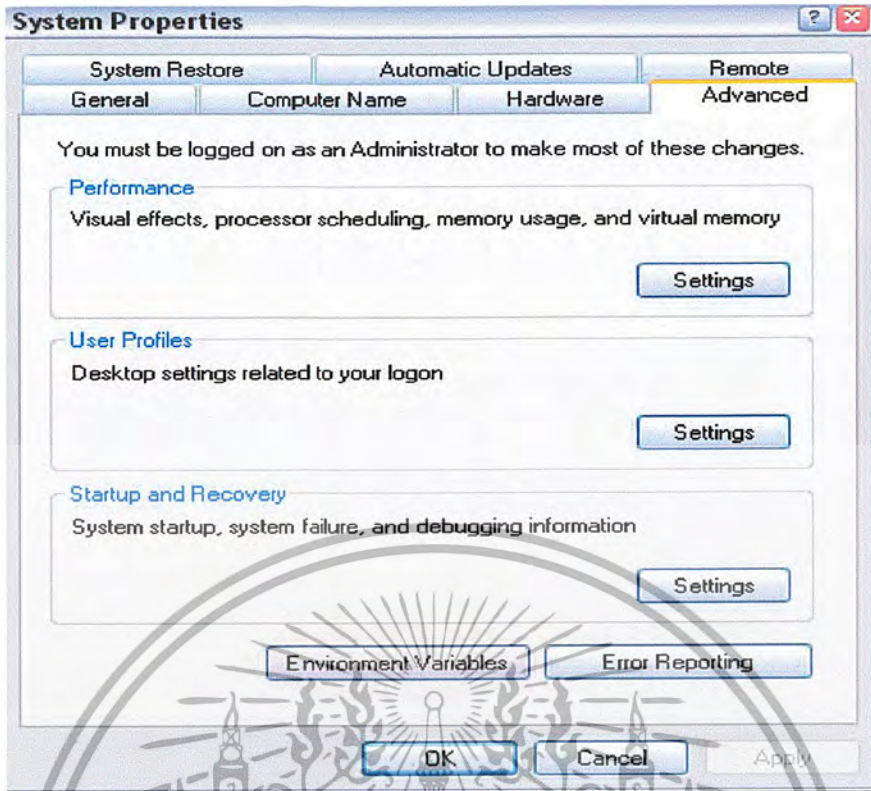 System Properties
System Restore Automatic Updates Remote
General Computer Name Hardware Advanced
You must be logged on as an Administrator to make most of these changes.
Performance
Visual effects, processor scheduling, memory usage, and virtual memory
Settings
User Profiles
Desktop settings related to your logon
Settings
Startup and Recovery
System startup, system failure, and debugging information
Settings
Environment Variables Error Reporting
OK Cancel Apply